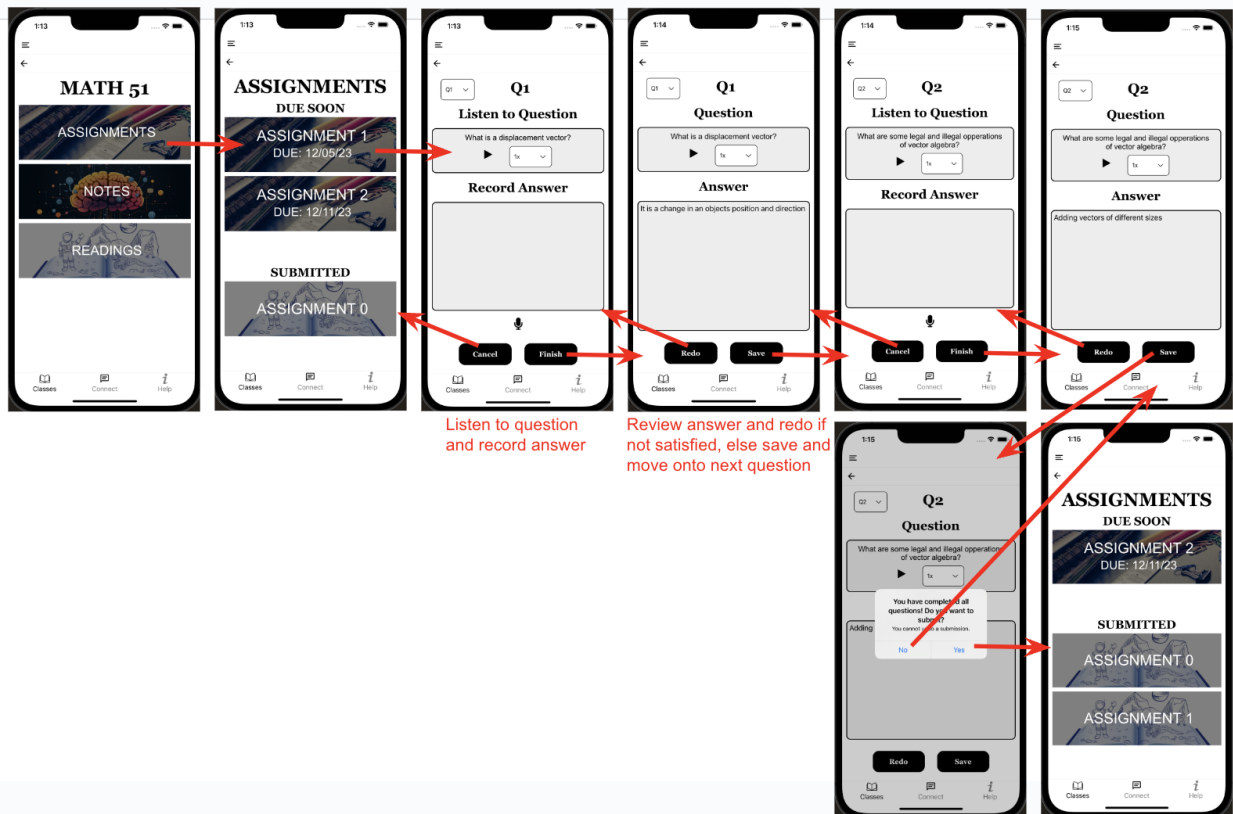 1:13
MATH 51
ASSIGNMENTS
NOTES
READINGS
Classes
Connect
Help
1:13
ASSIGNMENTS
DUE SOON
ASSIGNMENT 1
DUE: 12/05/23
ASSIGNMENT 2
DUE: 12/11/23
SUBMITTED
ASSIGNMENT 0
Classes
Connect
Help
1:13
Q1
Q1
Listen to Question
What is a displacement vector?
1x
Record Answer
Cancel
Finish
Classes
Connect
Help
Listen to question
and record answer
1:14
Q1
Q1
Question
What is a displacement vector?
1x
Answer
It is a change in an objects position and direction
Redo
Save
Classes
Connect
Help
Review answer and redo if
not satisfied, else save and
move onto next question
1:14
Q2
Q2
Listen to Question
What are some legal and illegal opperations
of vector algebra?
1x
Record Answer
Cancel
Finish
Classes
Connect
Help
1:15
Q2
Q2
Question
What are some legal and illegal opperations
of vector algebra?
1x
Answer
Adding vectors of different sizes
Redo
Save
Classes
Connect
Help
1:15
Q2
Q2
Question
What are some legal and illegal opperations
of vector algebra?
1x
You have completed all
questions! Do you want to
submit?
You cannot undo a submission.
No
Yes
Adding
Redo
Save
Classes
Connect
Help
1:15
ASSIGNMENTS
DUE SOON
ASSIGNMENT 2
DUE: 12/11/23
SUBMITTED
ASSIGNMENT 0
ASSIGNMENT 1
Classes
Connect
Help